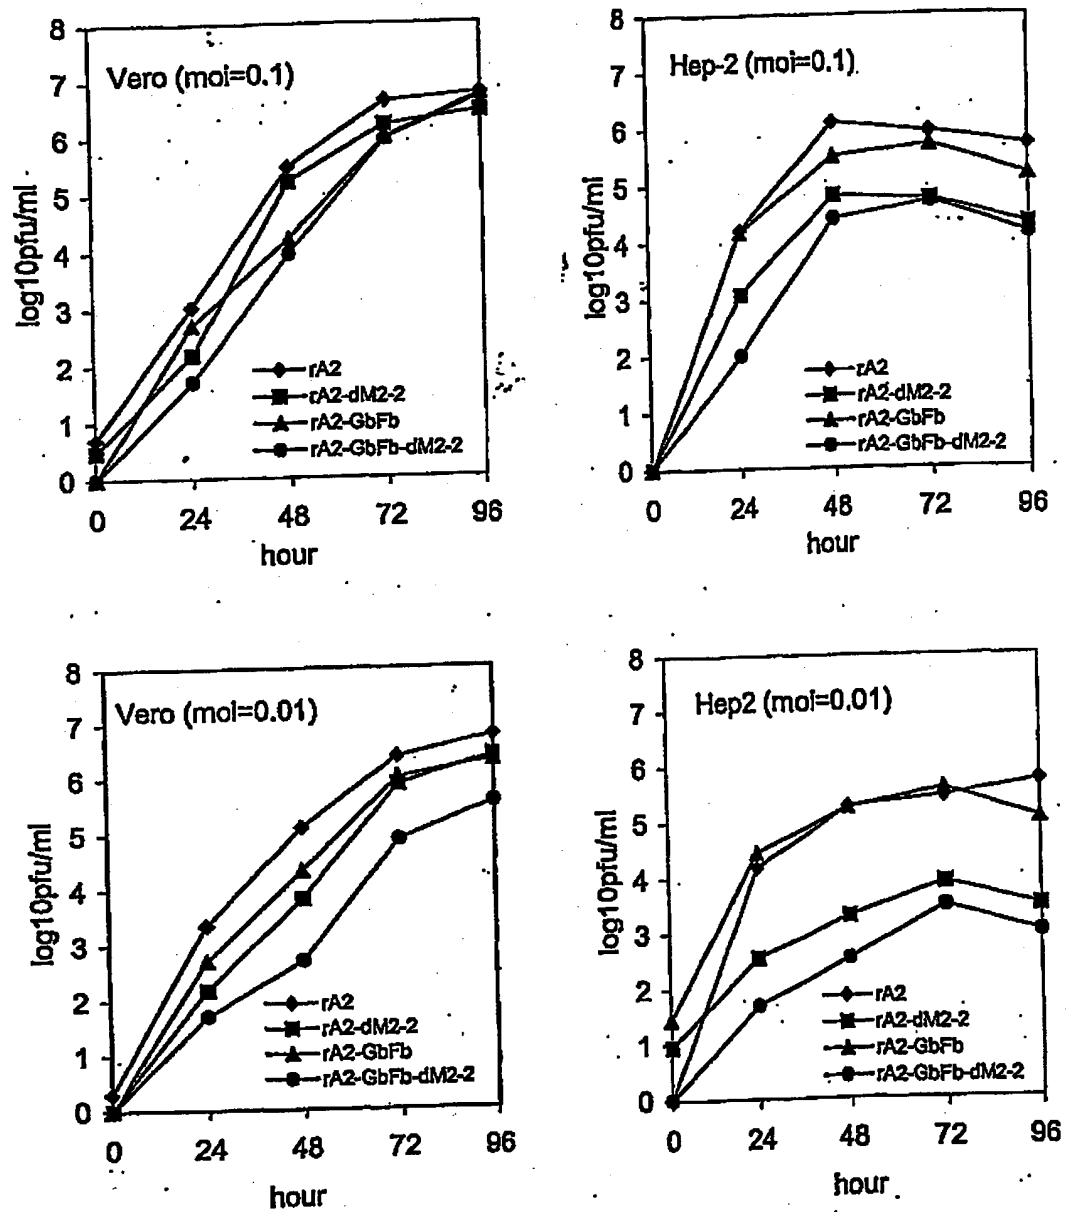 Vero (moi=0.1)
8
7
6
5
4
3
2
1
0
log10pfu/ml
rA2
rA2-dM2-2
rA2-GbFb
rA2-GbFb-dM2-2
0 24 48 72 96
hour
Hep-2 (moi=0.1)
8
7
6
5
4
3
2
1
0
log10pfu/ml
rA2
rA2-dM2-2
rA2-GbFb
rA2-GbFb-dM2-2
0 24 48 72 96
hour
Vero (moi=0.01)
8
7
6
5
4
3
2
1
0
log10pfu/ml
rA2
rA2-dM2-2
rA2-GbFb
rA2-GbFb-dM2-2
0 24 48 72 96
hour
Hep2 (moi=0.01)
8
7
6
5
4
3
2
1
0
log10pfu/ml
rA2
rA2-dM2-2
rA2-GbFb
rA2-GbFb-dM2-2
0 24 48 72 96
hour